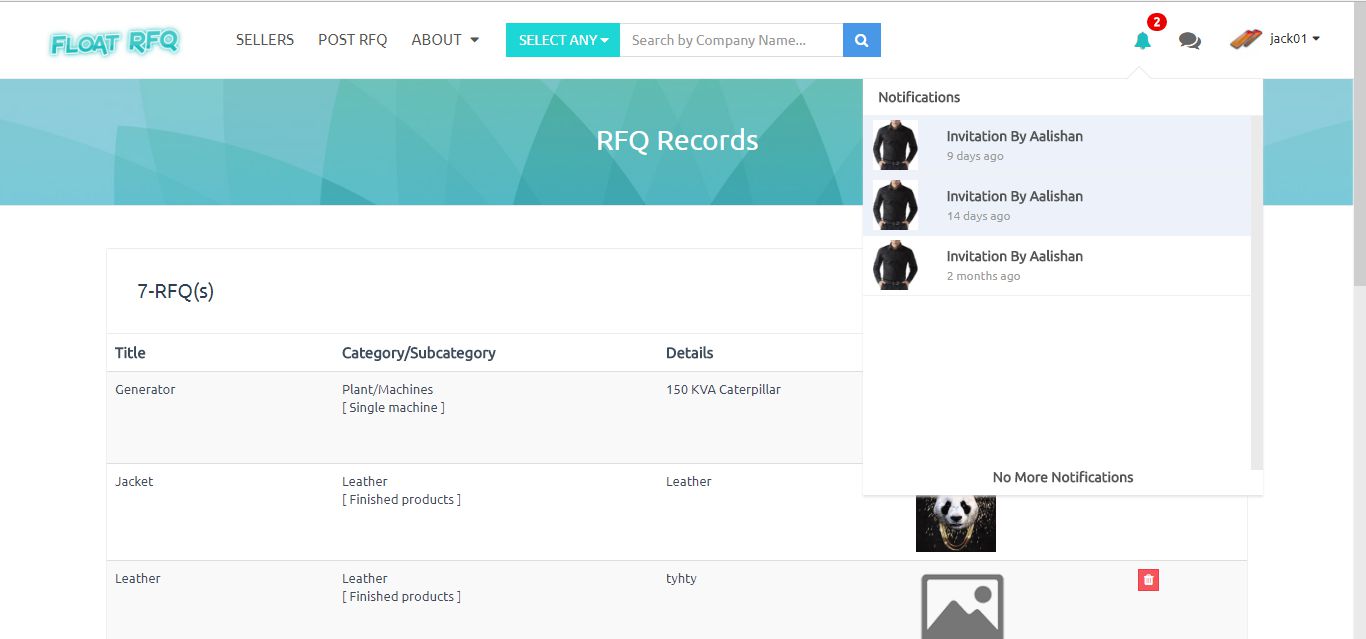 FLOAT RFQ
SELLERS
POST RFQ
ABOUT
SELECT ANY
Search by Company Name...
2
jack01
Notifications
RFQ Records
Invitation By Aalishan
9 days ago
Invitation By Aalishan
14 days ago
Invitation By Aalishan
2 months ago
No More Notifications
7-RFQ(s)
Title
Category/Subcategory
Details
Generator
Plant/Machines
[ Single machine ]
150 KVA Caterpillar
Jacket
Leather
[ Finished products ]
Leather
Leather
Leather
[ Finished products ]
tyhty